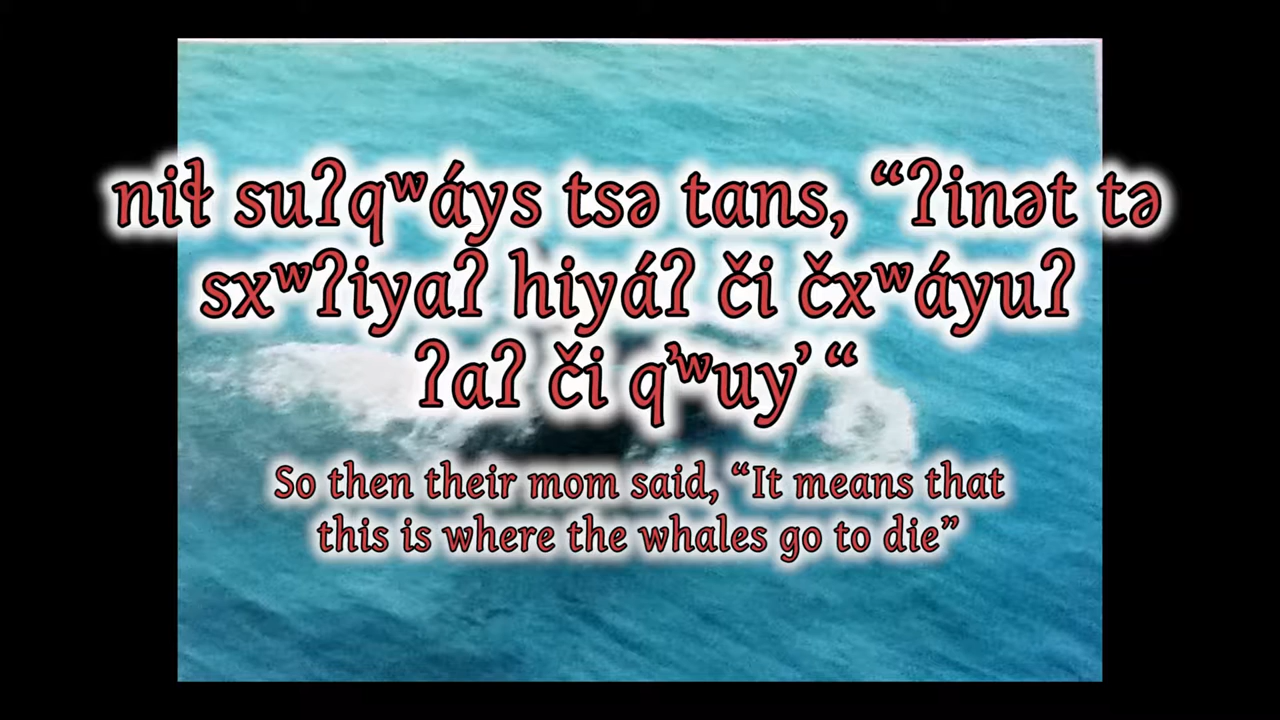 niɬ suʔqʷáys tsə tans, “ʔinət tə
sxʷʔiyaʔ hiyáʔ či čxʷáyuʔ
ʔaʔ či q̓ʷuy̓ “
So then their mom said, “It means that
this is where the whales go to die”